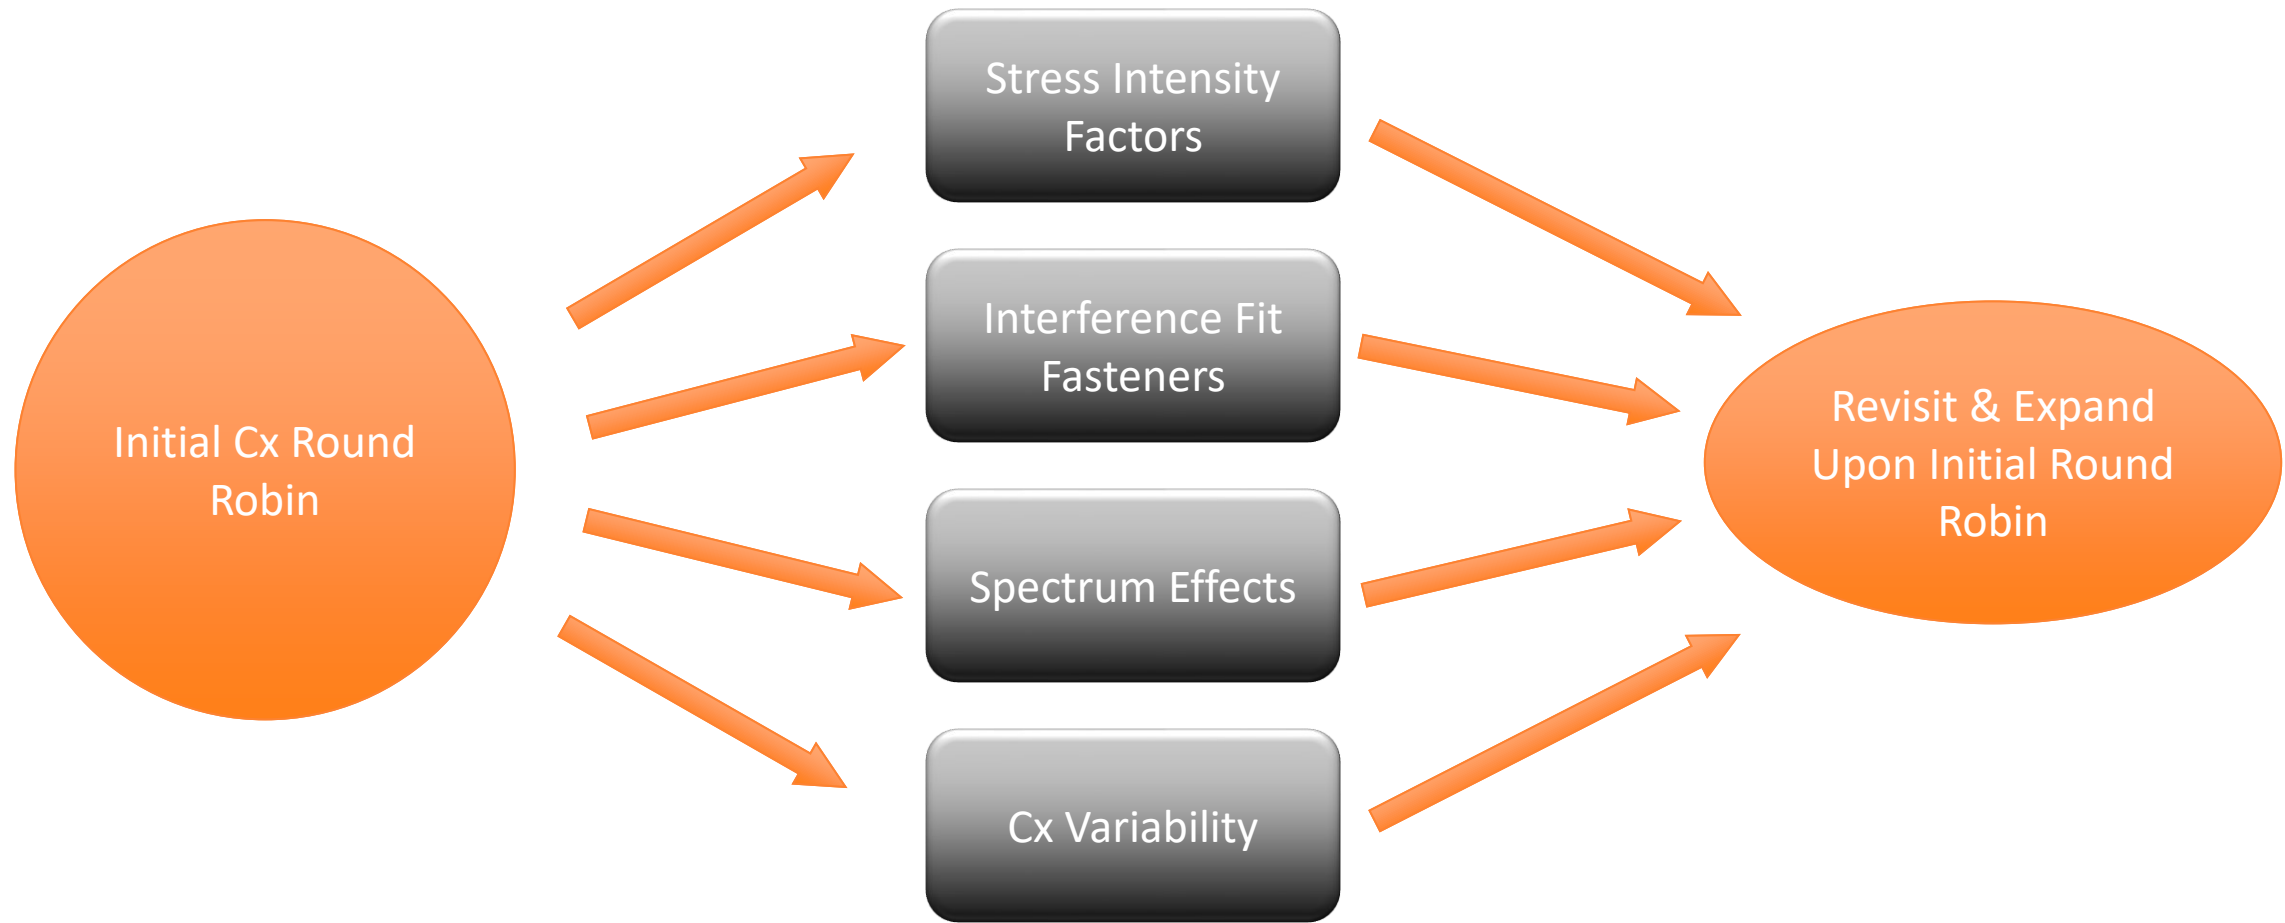 Initial Cx Round
Robin
Stress Intensity
Factors
Interference Fit
Fasteners
Spectrum Effects
Cx Variability
Revisit & Expand
Upon Initial Round
Robin